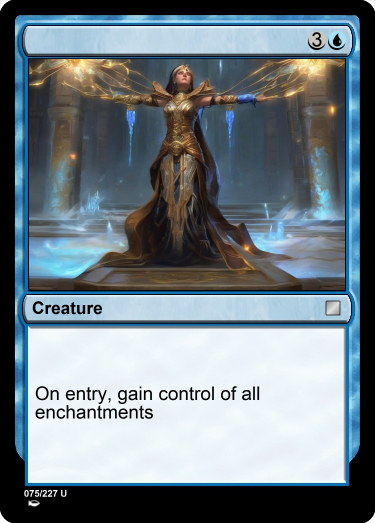 3
Creature
On entry, gain control of all
enchantments
075/227 U